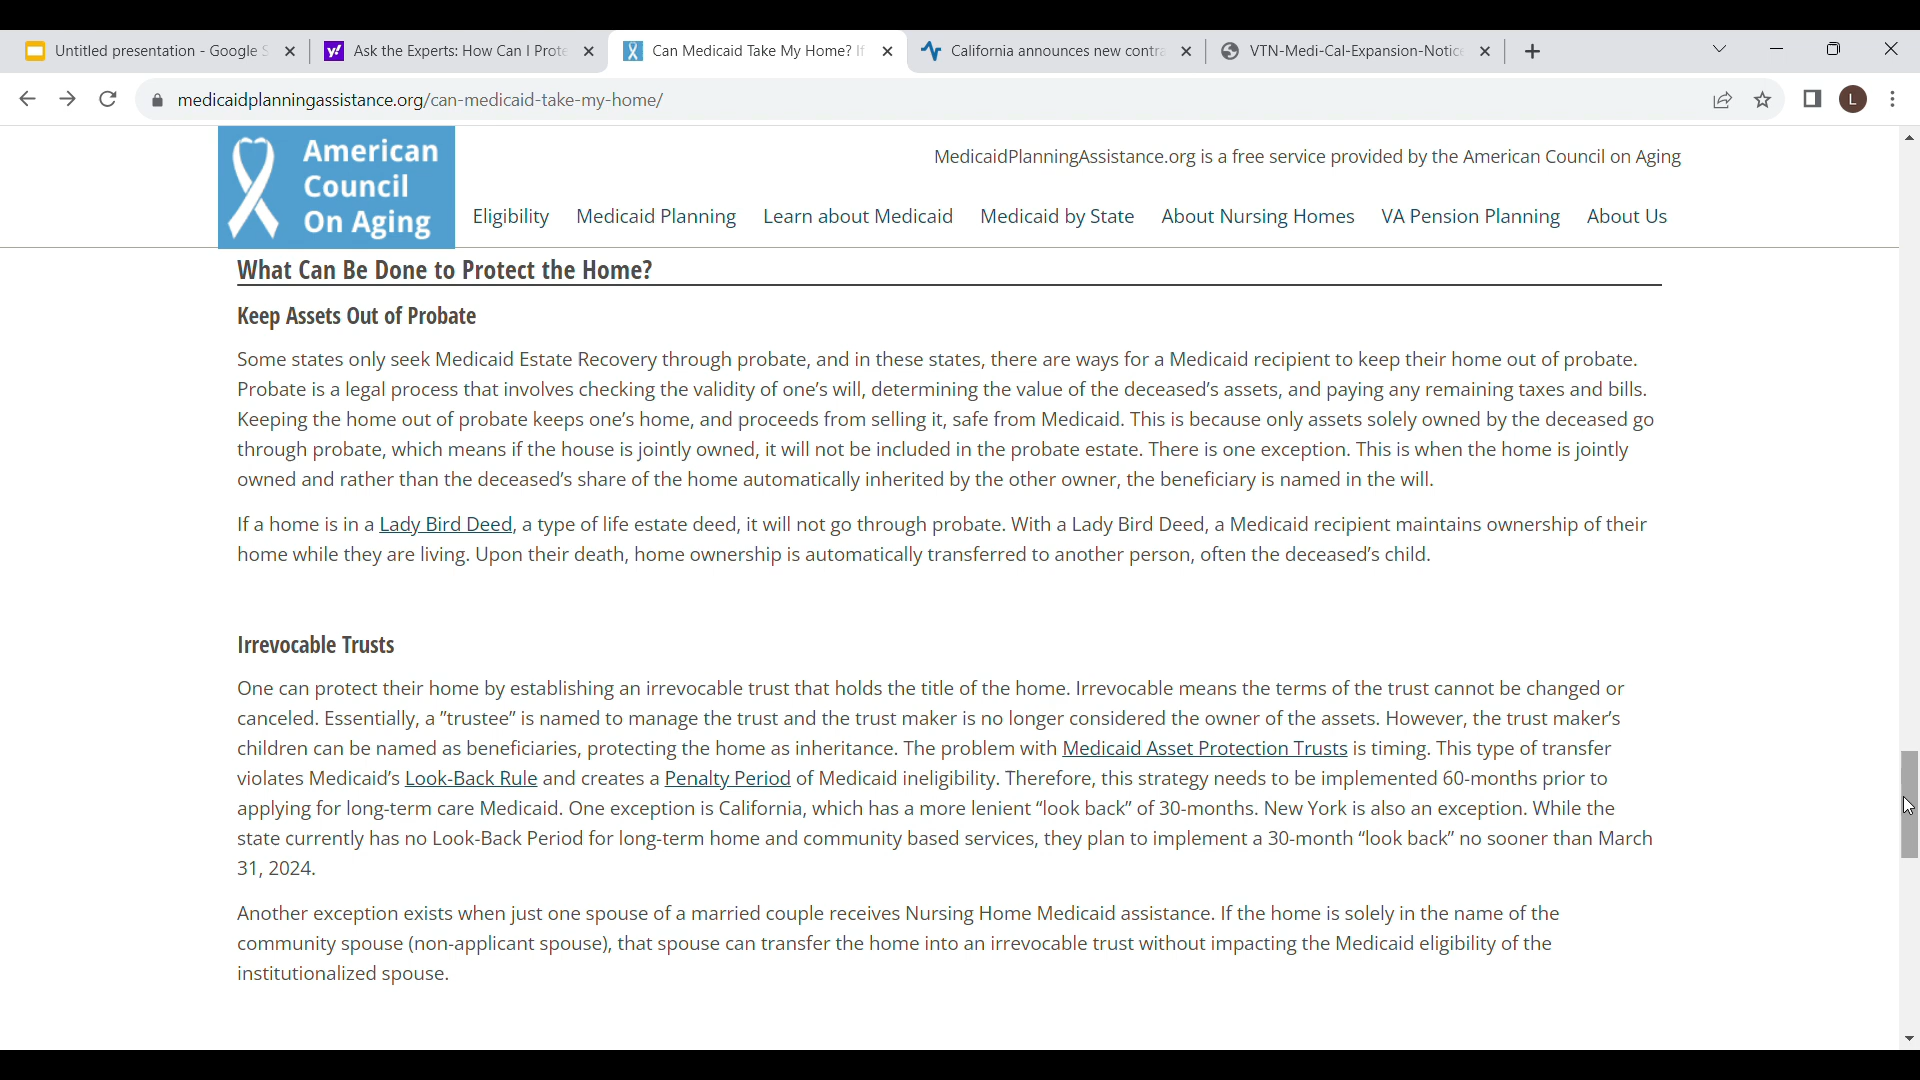 Untitled presentation - Google S
Ask the Experts: How Can I Prote
Can Medicaid Take My Home? If
California announces new contra
VTN-Medi-Cal-Expansion-Notice
medicaidplanningassistance.org/can-medicaid-take-my-home/
L
American
Council
On Aging
MedicaidPlanningAssistance.org is a free service provided by the American Council on Aging
Eligibility Medicaid Planning Learn about Medicaid Medicaid by State About Nursing Homes VA Pension Planning About Us
What Can Be Done to Protect the Home?
Keep Assets Out of Probate
Some states only seek Medicaid Estate Recovery through probate, and in these states, there are ways for a Medicaid recipient to keep their home out of probate.
Probate is a legal process that involves checking the validity of one’s will, determining the value of the deceased’s assets, and paying any remaining taxes and bills.
Keeping the home out of probate keeps one’s home, and proceeds from selling it, safe from Medicaid. This is because only assets solely owned by the deceased go
through probate, which means if the house is jointly owned, it will not be included in the probate estate. There is one exception. This is when the home is jointly
owned and rather than the deceased’s share of the home automatically inherited by the other owner, the beneficiary is named in the will.
If a home is in a Lady Bird Deed, a type of life estate deed, it will not go through probate. With a Lady Bird Deed, a Medicaid recipient maintains ownership of their
home while they are living. Upon their death, home ownership is automatically transferred to another person, often the deceased’s child.
Irrevocable Trusts
One can protect their home by establishing an irrevocable trust that holds the title of the home. Irrevocable means the terms of the trust cannot be changed or
canceled. Essentially, a ”trustee” is named to manage the trust and the trust maker is no longer considered the owner of the assets. However, the trust maker’s
children can be named as beneficiaries, protecting the home as inheritance. The problem with Medicaid Asset Protection Trusts is timing. This type of transfer
violates Medicaid’s Look-Back Rule and creates a Penalty Period of Medicaid ineligibility. Therefore, this strategy needs to be implemented 60-months prior to
applying for long-term care Medicaid. One exception is California, which has a more lenient “look back” of 30-months. New York is also an exception. While the
state currently has no Look-Back Period for long-term home and community based services, they plan to implement a 30-month “look back” no sooner than March
31, 2024.
Another exception exists when just one spouse of a married couple receives Nursing Home Medicaid assistance. If the home is solely in the name of the
community spouse (non-applicant spouse), that spouse can transfer the home into an irrevocable trust without impacting the Medicaid eligibility of the
institutionalized spouse.